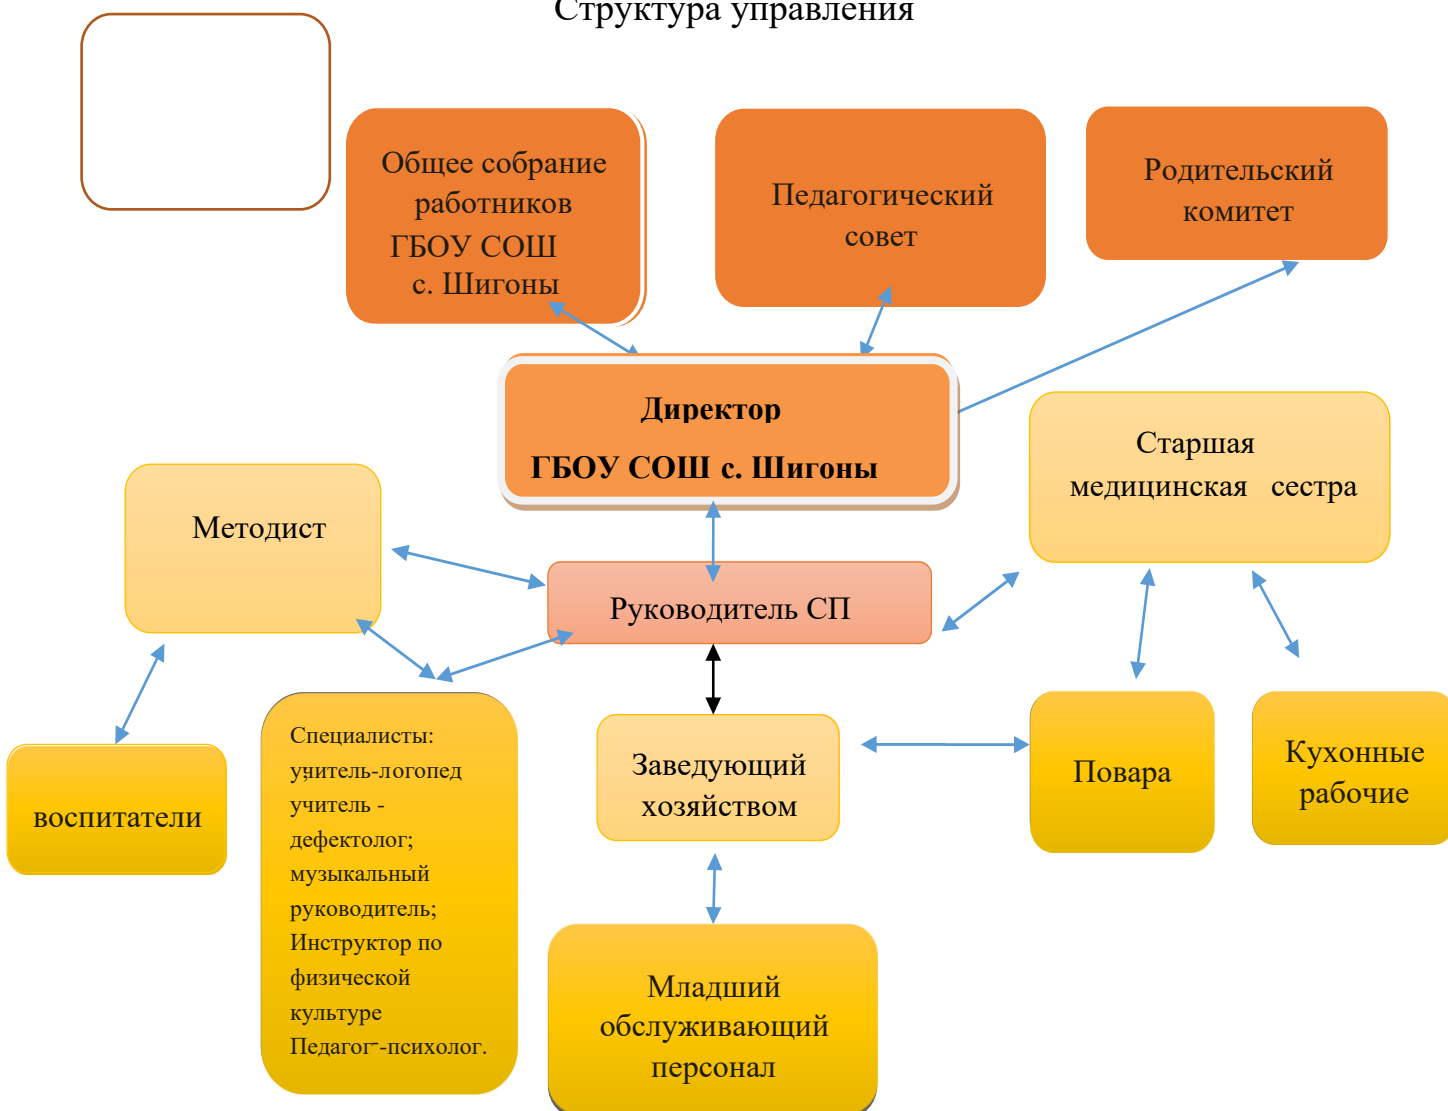 Структура управления
Общее собрание
работников
ГБОУ СОШ
с. Шигоны
Педагогический
совет
Родительский
комитет
Директор
ГБОУ СОШ с. Шигоны
Старшая
медицинская сестра
Методист
Руководитель СП
Специалисты:
учитель-логопед;
учитель -
дефектолог;
музыкальный
руководитель;
Инструктор по
физической
культуре
Педагог-психолог.
воспитатели
Заведующий
хозяйством
Повара
Кухонные
рабочие
Младший
обслуживающий
персонал